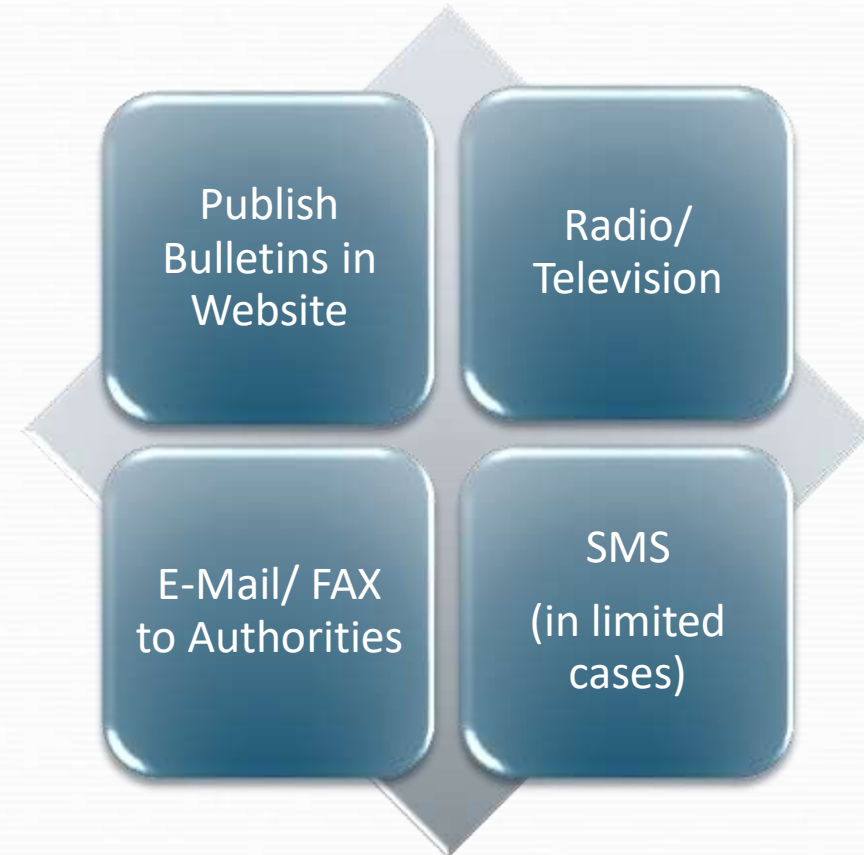 Publish
Bulletins in
Website
Radio/
Television
E-Mail/ FAX
to Authorities
SMS
(in limited
cases)